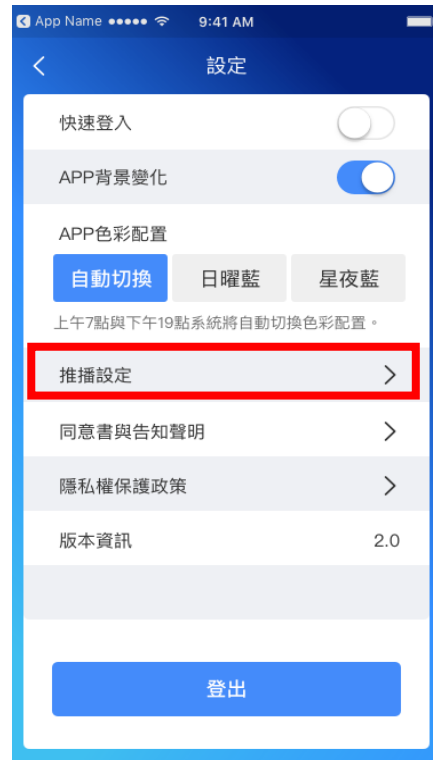 App Name 9:41 AM
設定
快速登入
APP背景變化
APP色彩配置
自動切換 日曜藍 星夜藍
上午7點與下午19點系統將自動切換色彩配置。
推播設定
同意書與告知聲明
隱私權保護政策
版本資訊 2.0
登出